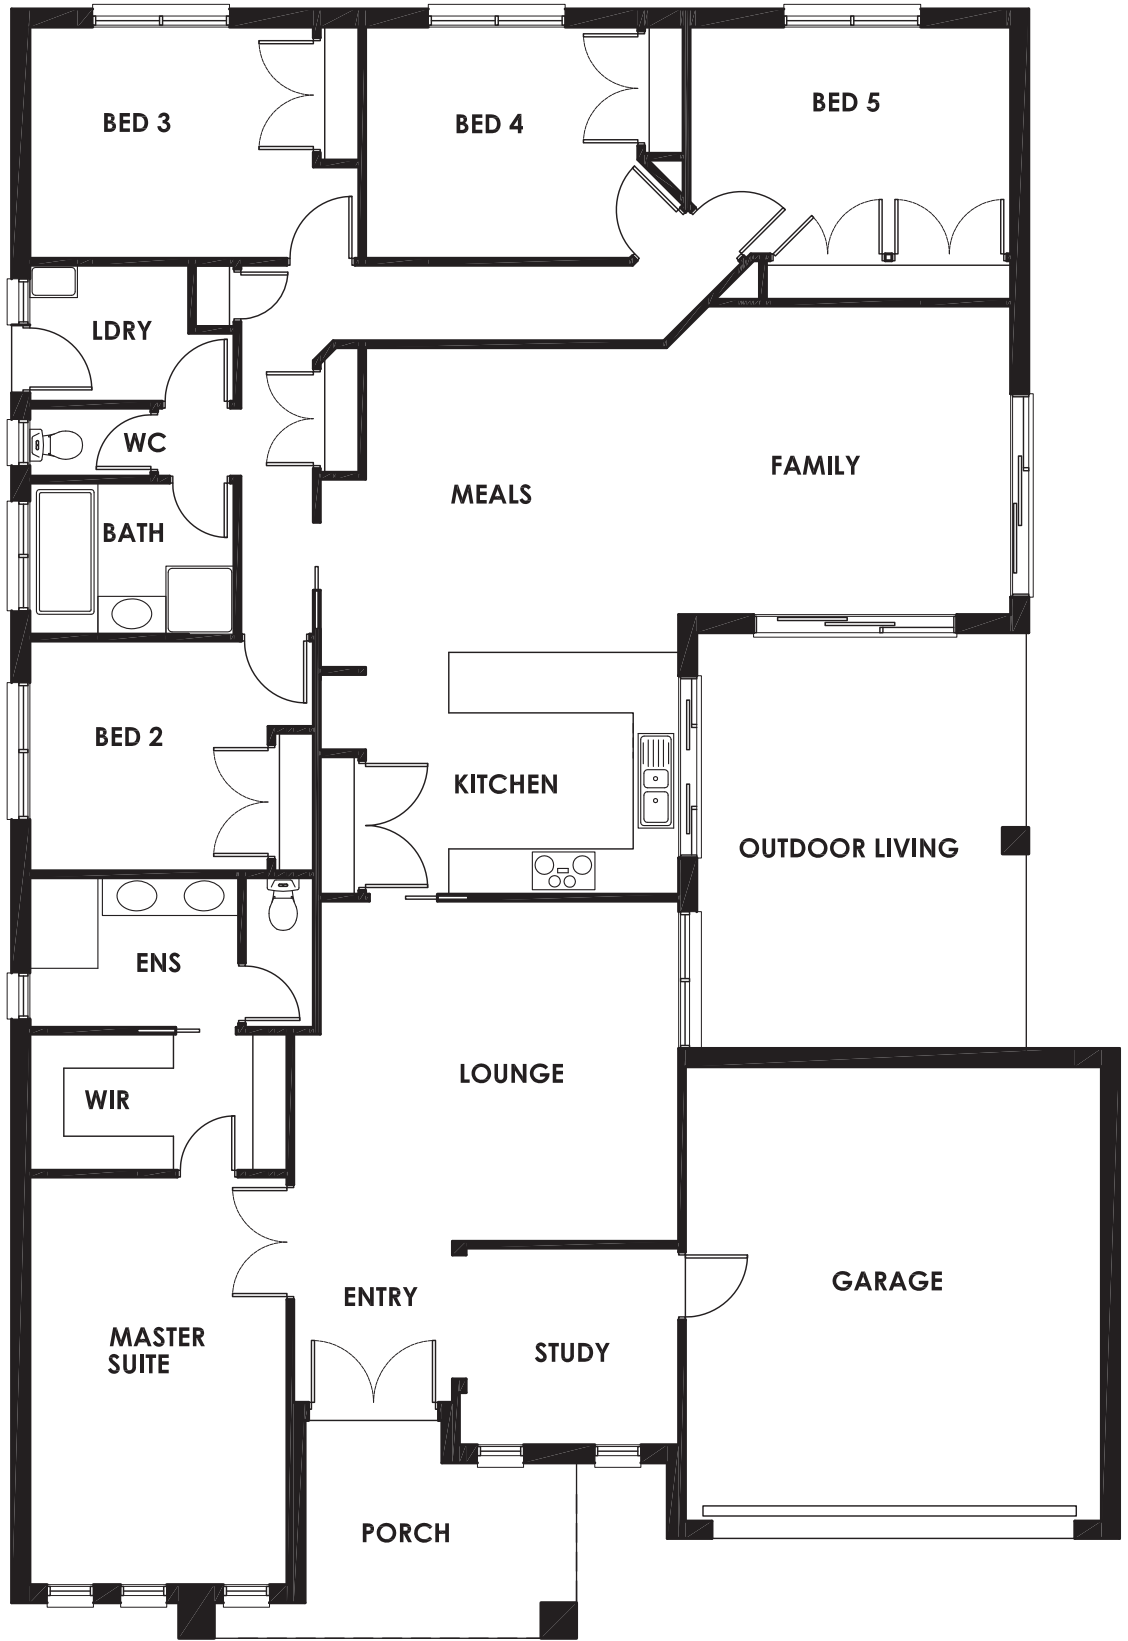 BED 3
BED 4
BED 5
LDRY
WC
BATH
MEALS
FAMILY
BED 2
KITCHEN
OUTDOOR LIVING
ENS
WIR
LOUNGE
ENTRY
GARAGE
MASTER
SUITE
STUDY
PORCH